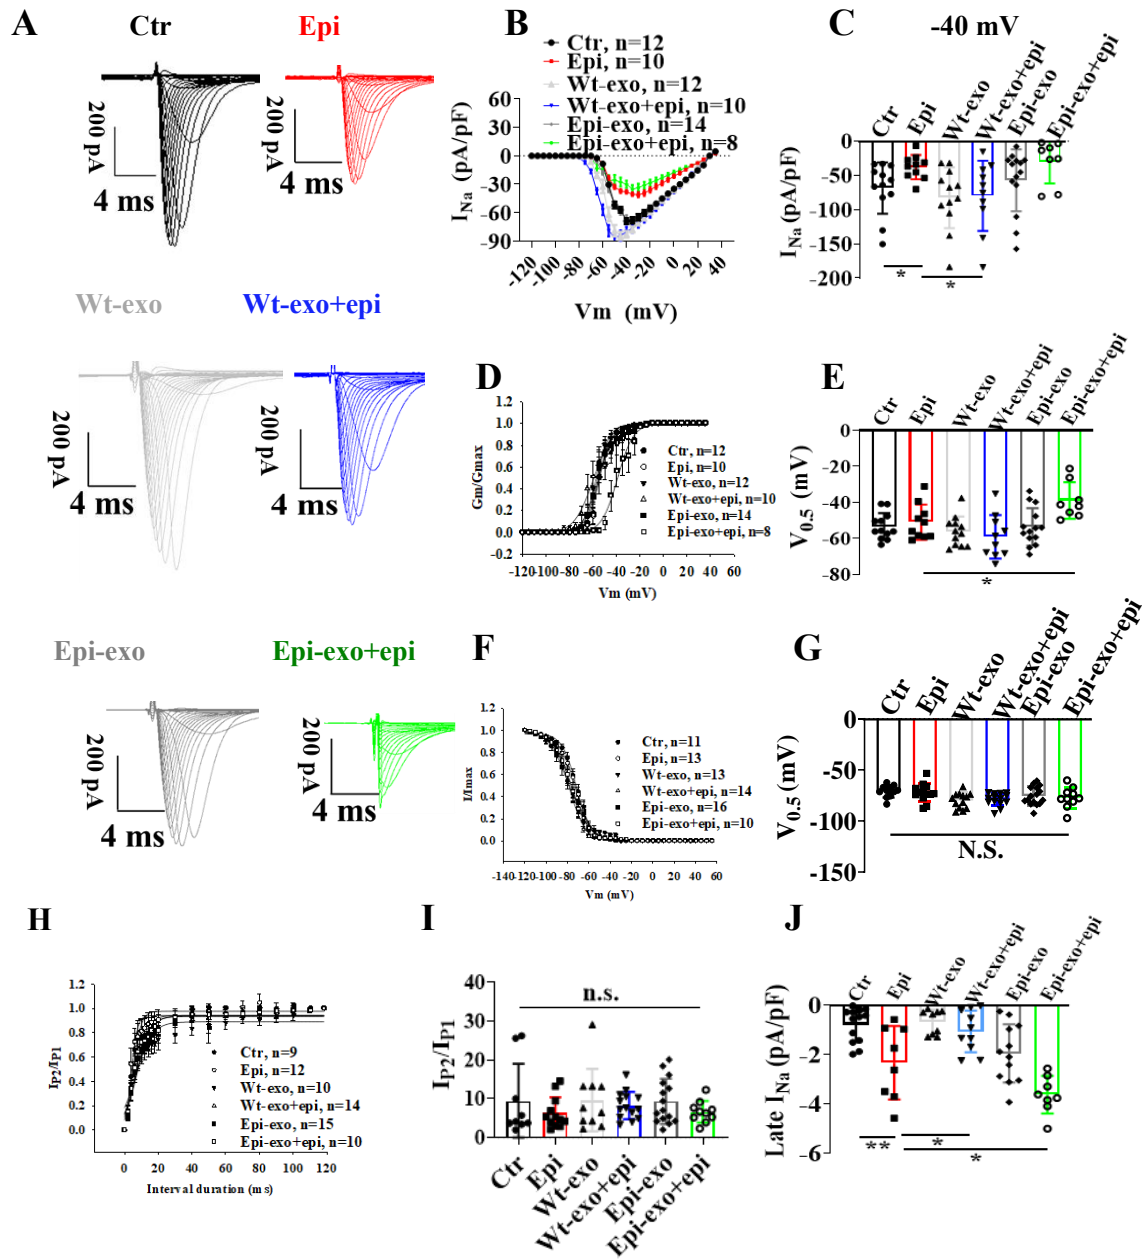 A
Ctr
Epi
200 pA
4 ms
200 pA
4 ms
Wt-exo
Wt-exo+epi
200 pA
4 ms
200 pA
4 ms
Epi-exo
Epi-exo+epi
200 pA
4 ms
200 pA
4 ms
B
Ctr, n=12
Epi, n=10
Wt-exo, n=12
Wt-exo+epi, n=10
Epi-exo, n=14
Epi-exo+epi, n=8
I_Na (pA/pF)
60
30
0
-30
-60
-90
-120 -100 -80 -60 -40 -20 0 20 40
Vm (mV)
C
-40 mV
Ctr Epi Wt-exo Wt-exo+epi Epi-exo Epi-exo+epi
I_Na (pA/pF)
0
-50
-100
-150
-200
*
*
D
Gm/Gmax
1.2
1.0
0.8
0.6
0.4
0.2
0.0
-0.2
Ctr, n=12
Epi, n=10
Wt-exo, n=12
Wt-exo+epi, n=10
Epi-exo, n=14
Epi-exo+epi, n=8
-120 -100 -80 -60 -40 -20 0 20 40 60
Vm (mV)
E
Ctr Epi Wt-exo Wt-exo+epi Epi-exo Epi-exo+epi
V0.5 (mV)
0
-20
-40
-60
-80
*
F
I/Imax
1.2
1.0
0.8
0.6
0.4
0.2
0.0
Ctr, n=11
Epi, n=13
Wt-exo, n=13
Wt-exo+epi, n=14
Epi-exo, n=16
Epi-exo+epi, n=10
-140 -120 -100 -80 -60 -40 -20 0 20 40 60
Vm (mV)
G
Ctr Epi Wt-exo Wt-exo+epi Epi-exo Epi-exo+epi
V0.5 (mV)
0
-50
-100
-150
N.S.
H
IP2/IP1
1.2
1.0
0.8
0.6
0.4
0.2
0.0
Ctr, n=9
Epi, n=12
Wt-exo, n=10
Wt-exo+epi, n=14
Epi-exo, n=15
Epi-exo+epi, n=10
0 20 40 60 80 100 120
Interval duration (ms)
I
IP2/IP1
40
30
20
10
0
n.s.
Ctr Epi Wt-exo Wt-exo+epi Epi-exo Epi-exo+epi
J
Ctr Epi Wt-exo Wt-exo+epi Epi-exo Epi-exo+epi
Late I_Na (pA/pF)
0
-2
-4
-6
**
*
*